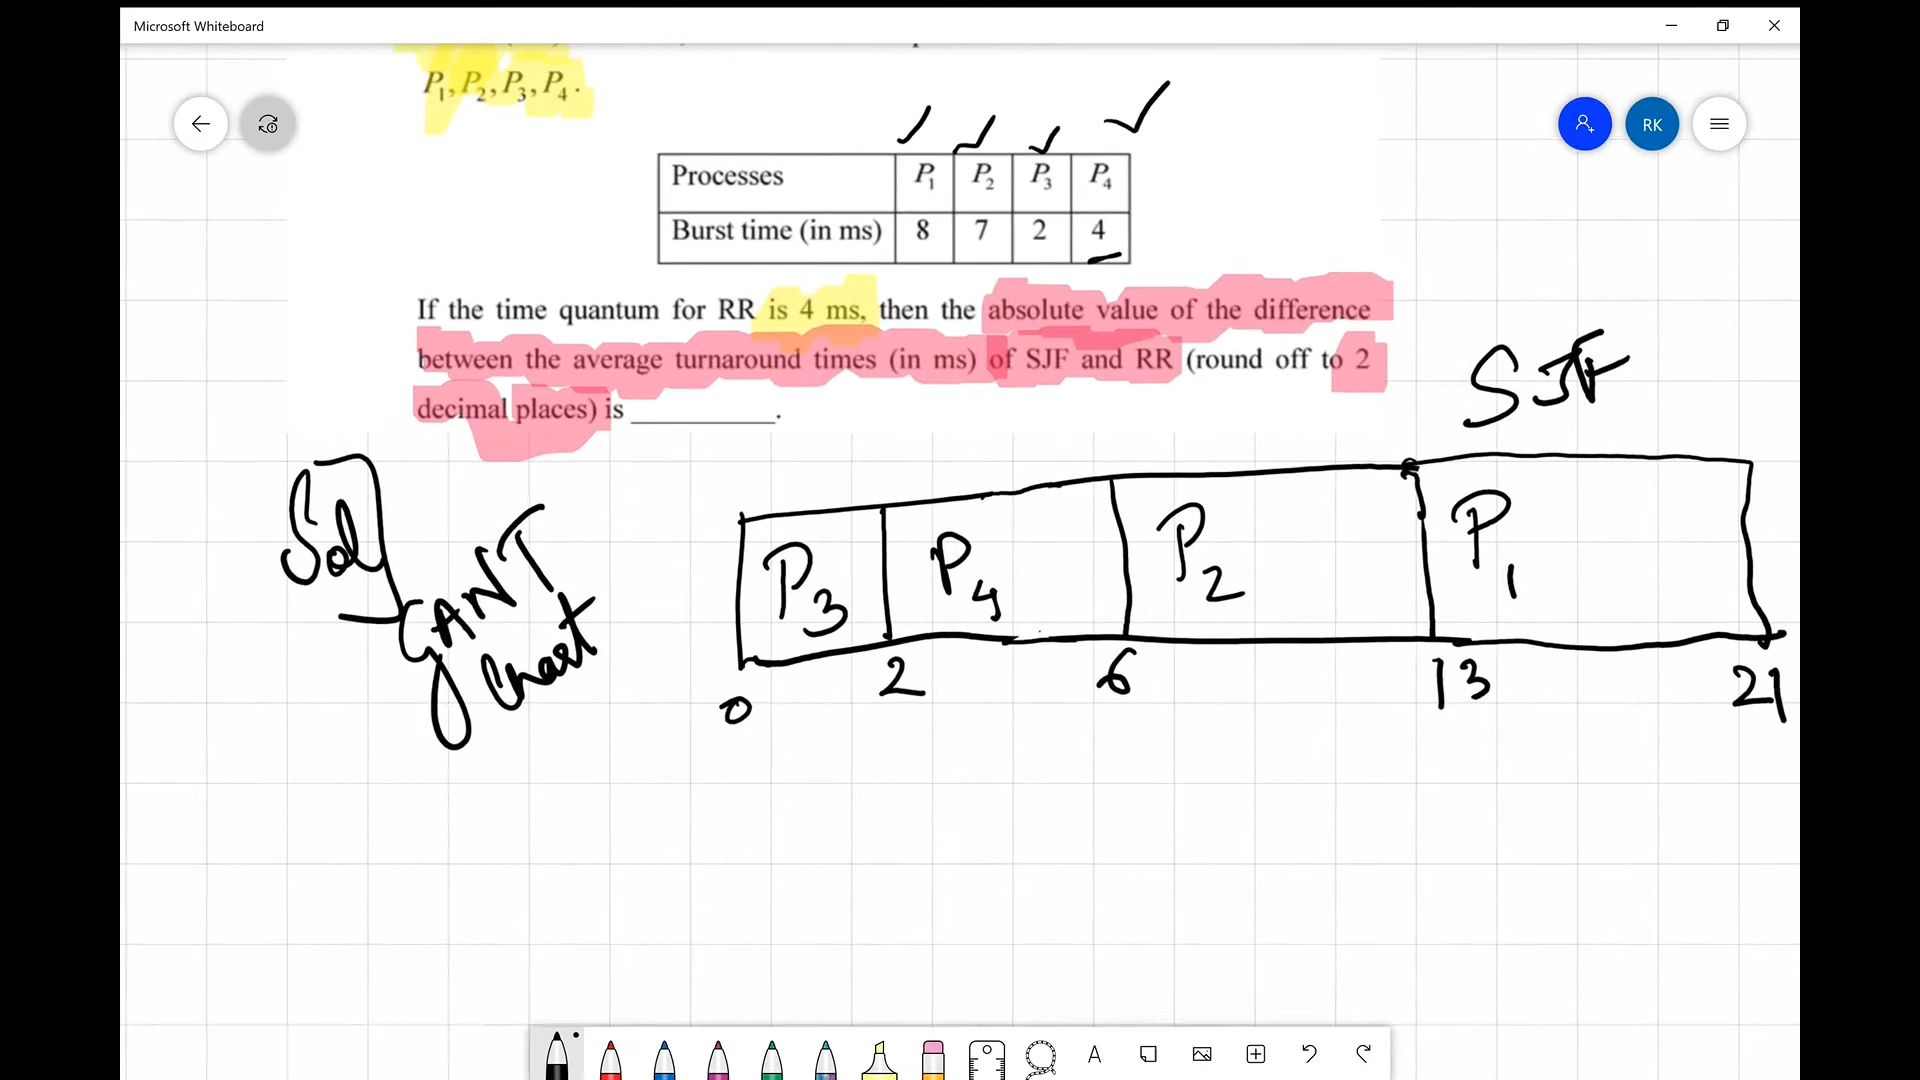 Microsoft Whiteboard
P1, P2, P3, P4.
RK
Processes P1 P2 P3 P4
Burst time (in ms) 8 7 2 4
If the time quantum for RR is 4 ms, then the absolute value of the difference
between the average turnaround times (in ms) of SJF and RR (round off to 2
decimal places) is ____________.
SJF
Sol
GANT
Chart
P3 P4 P2 P1
0 2 6 13 21
A